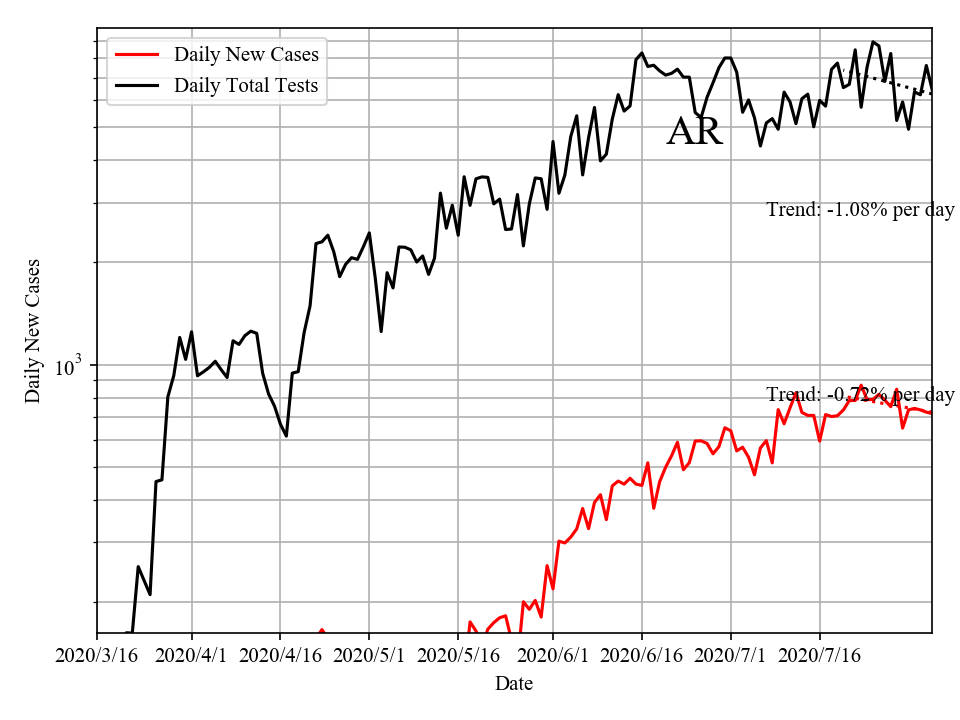 Daily New Cases
Daily Total Tests
AR
Trend: -1.08% per day
Trend: -0.72% per day
Daily New Cases
10^3
2020/3/16 2020/4/1 2020/4/16 2020/5/1 2020/5/16 2020/6/1 2020/6/16 2020/7/1 2020/7/16
Date